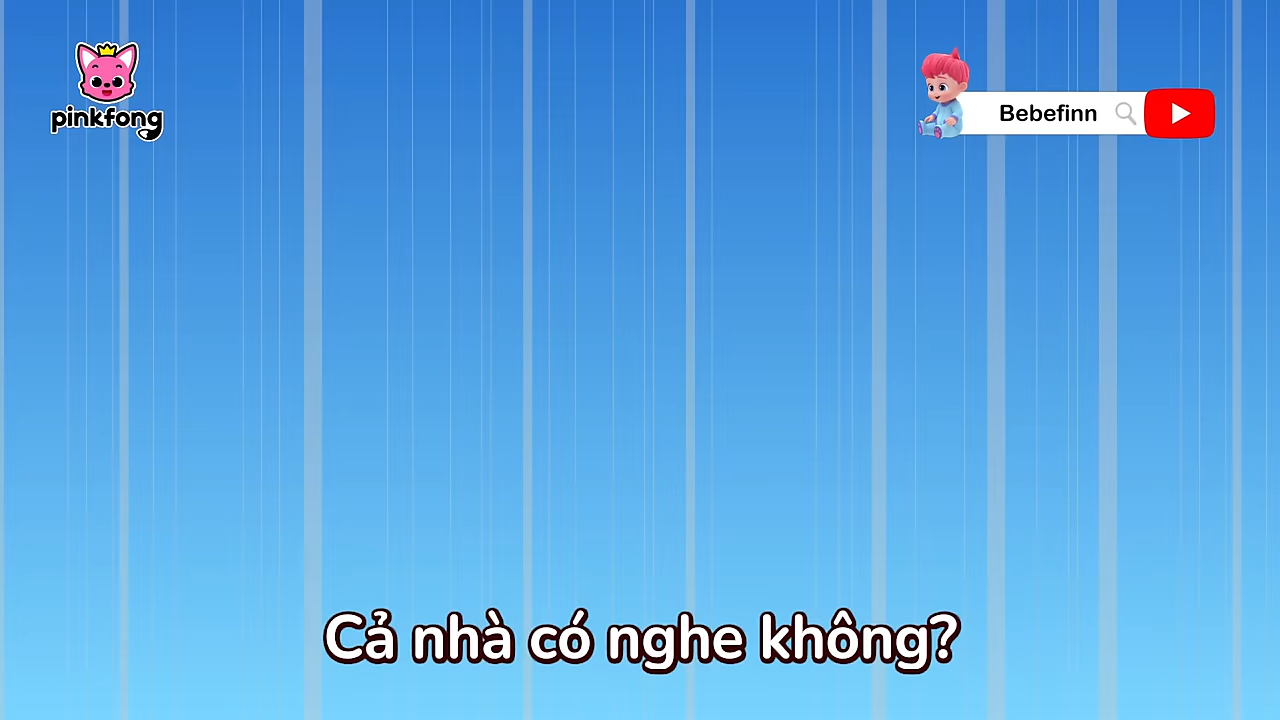 pinkfong
Bebefinn
Cả nhà có nghe không?